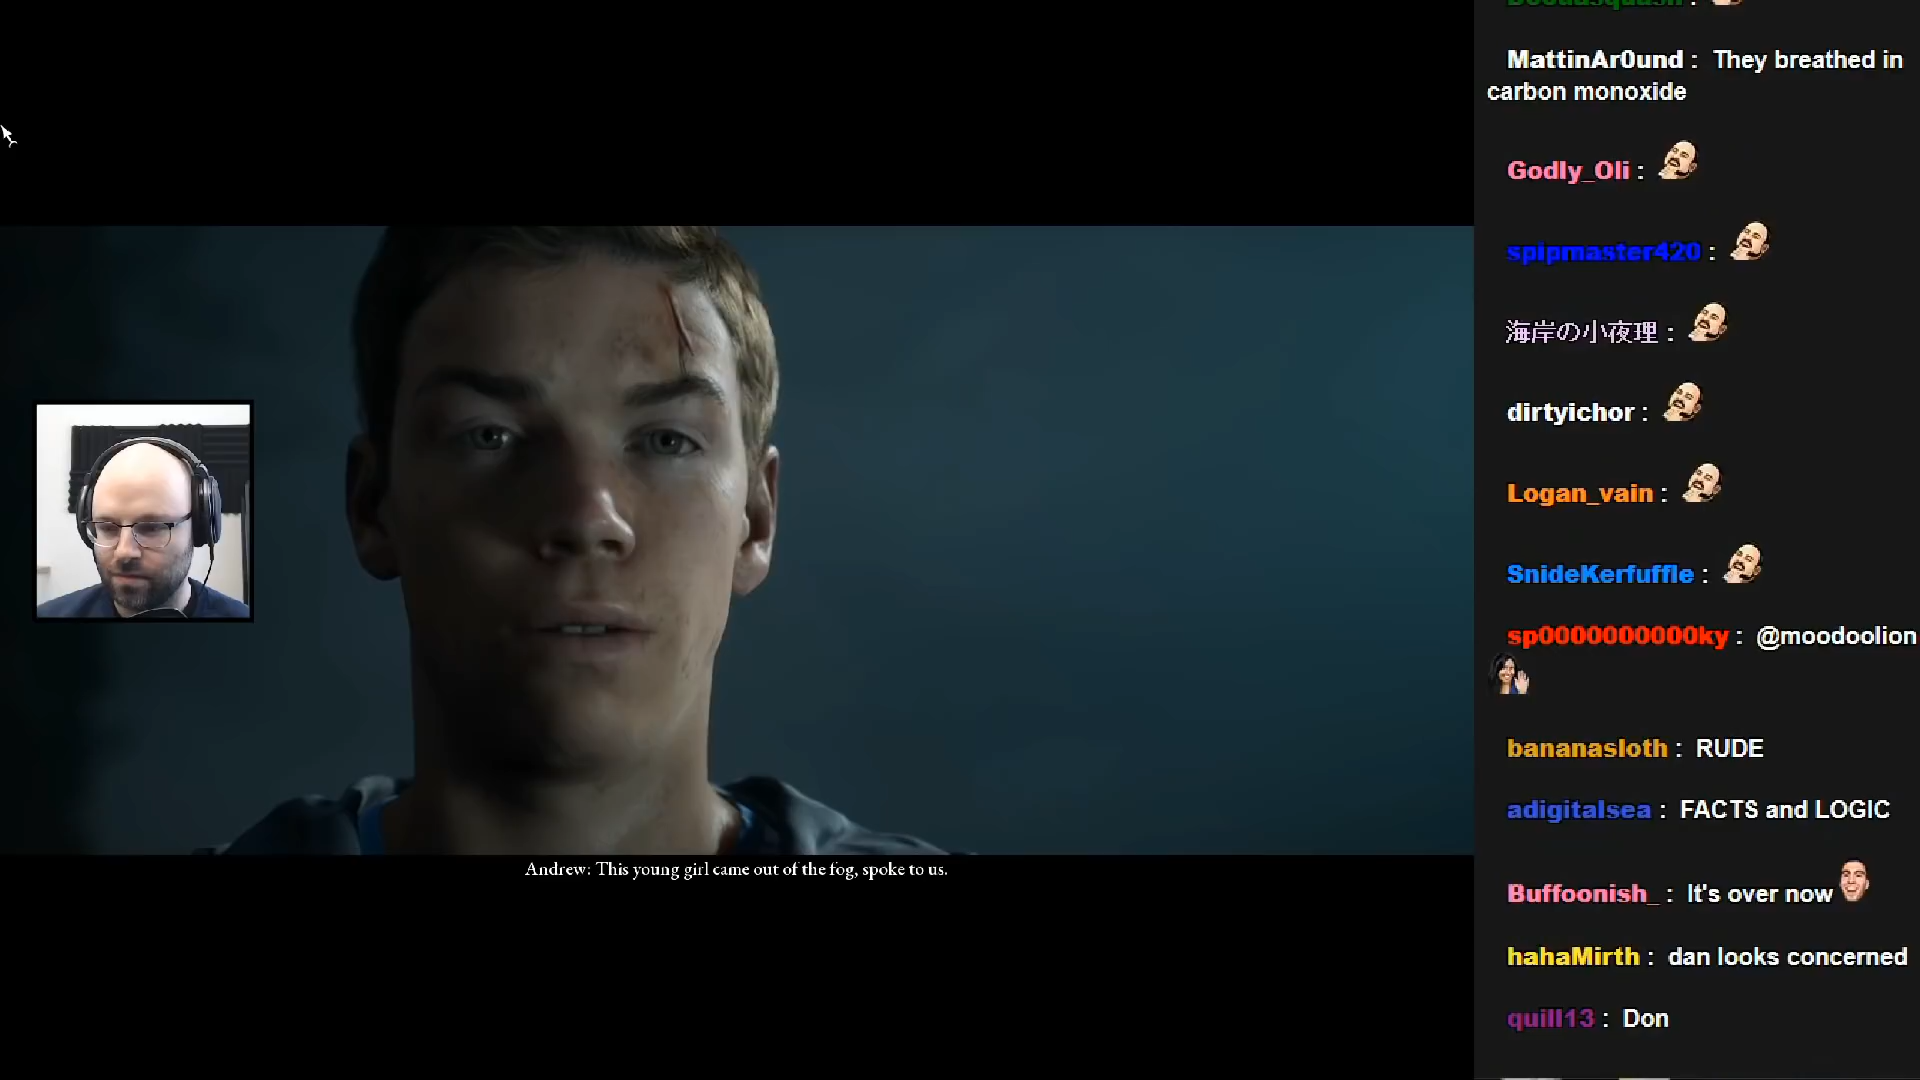 MattinAr0und : They breathed in
carbon monoxide
Godly_Oli :
spipmaster420 :
海岸の小夜理 :
dirtyichor :
Logan_vain :
SnideKerfuffle :
sp0000000000ky : @moodoolion
bananasloth : RUDE
adigitalsea : FACTS and LOGIC
Buffoonish_ : It's over now
hahaMirth : dan looks concerned
quill13 : Don
Andrew: This young girl came out of the fog, spoke to us.